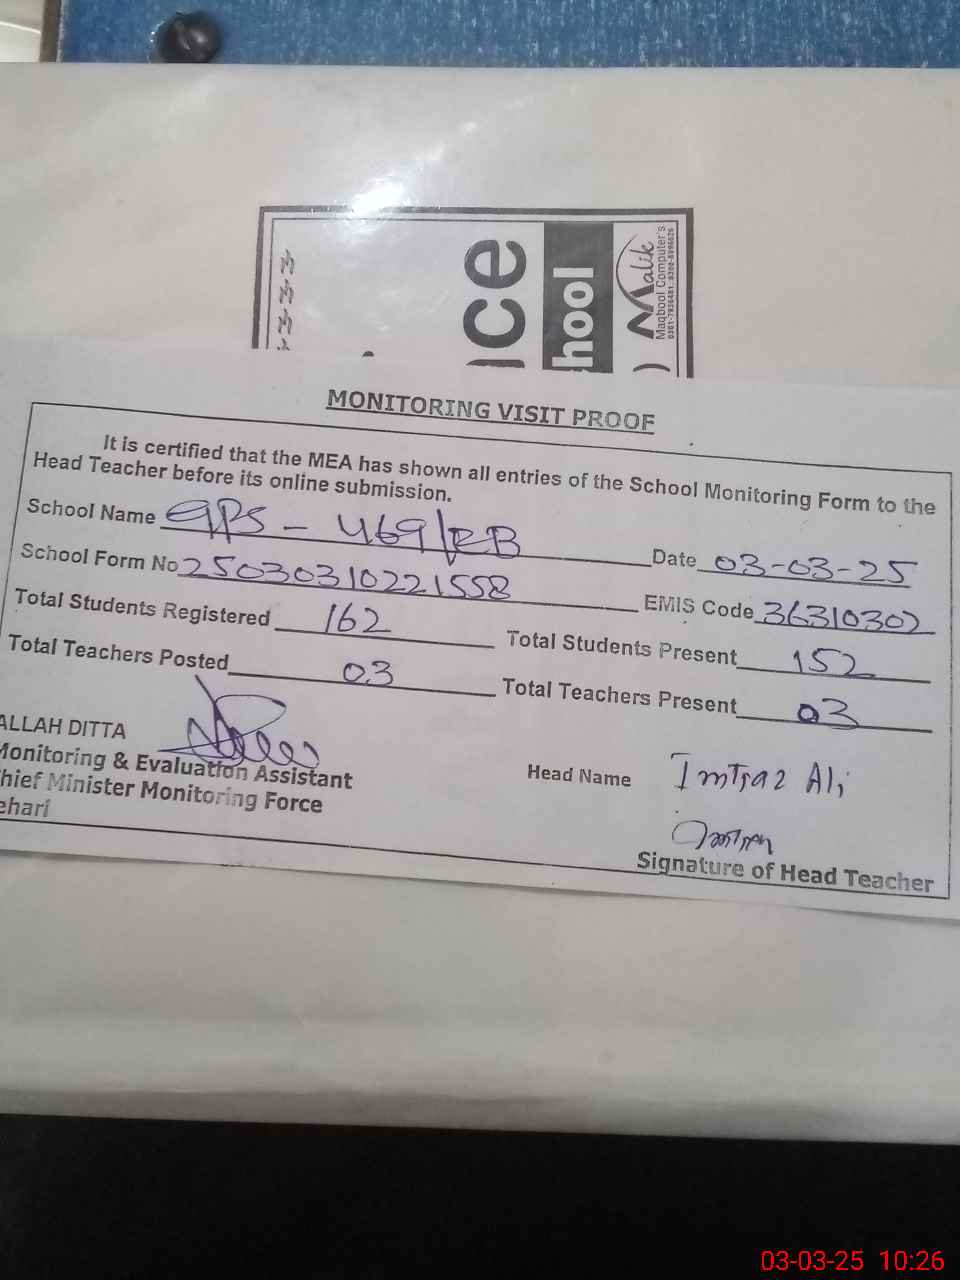 ice
hool
Malik
Maqbool Computer's
MONITORING VISIT PROOF
It is certified that the MEA has shown all entries of the School Monitoring Form to the
Head Teacher before its online submission.
School Name GPS - 469/EB Date 03-03-25
School Form No 25030310221558 EMIS Code 36310302
Total Students Registered 162 Total Students Present 152
Total Teachers Posted 03 Total Teachers Present 03
ALLAH DITTA
Monitoring & Evaluation Assistant Head Name Imtiaz Ali
Chief Minister Monitoring Force
ehari
Signature of Head Teacher
03-03-25 10:26